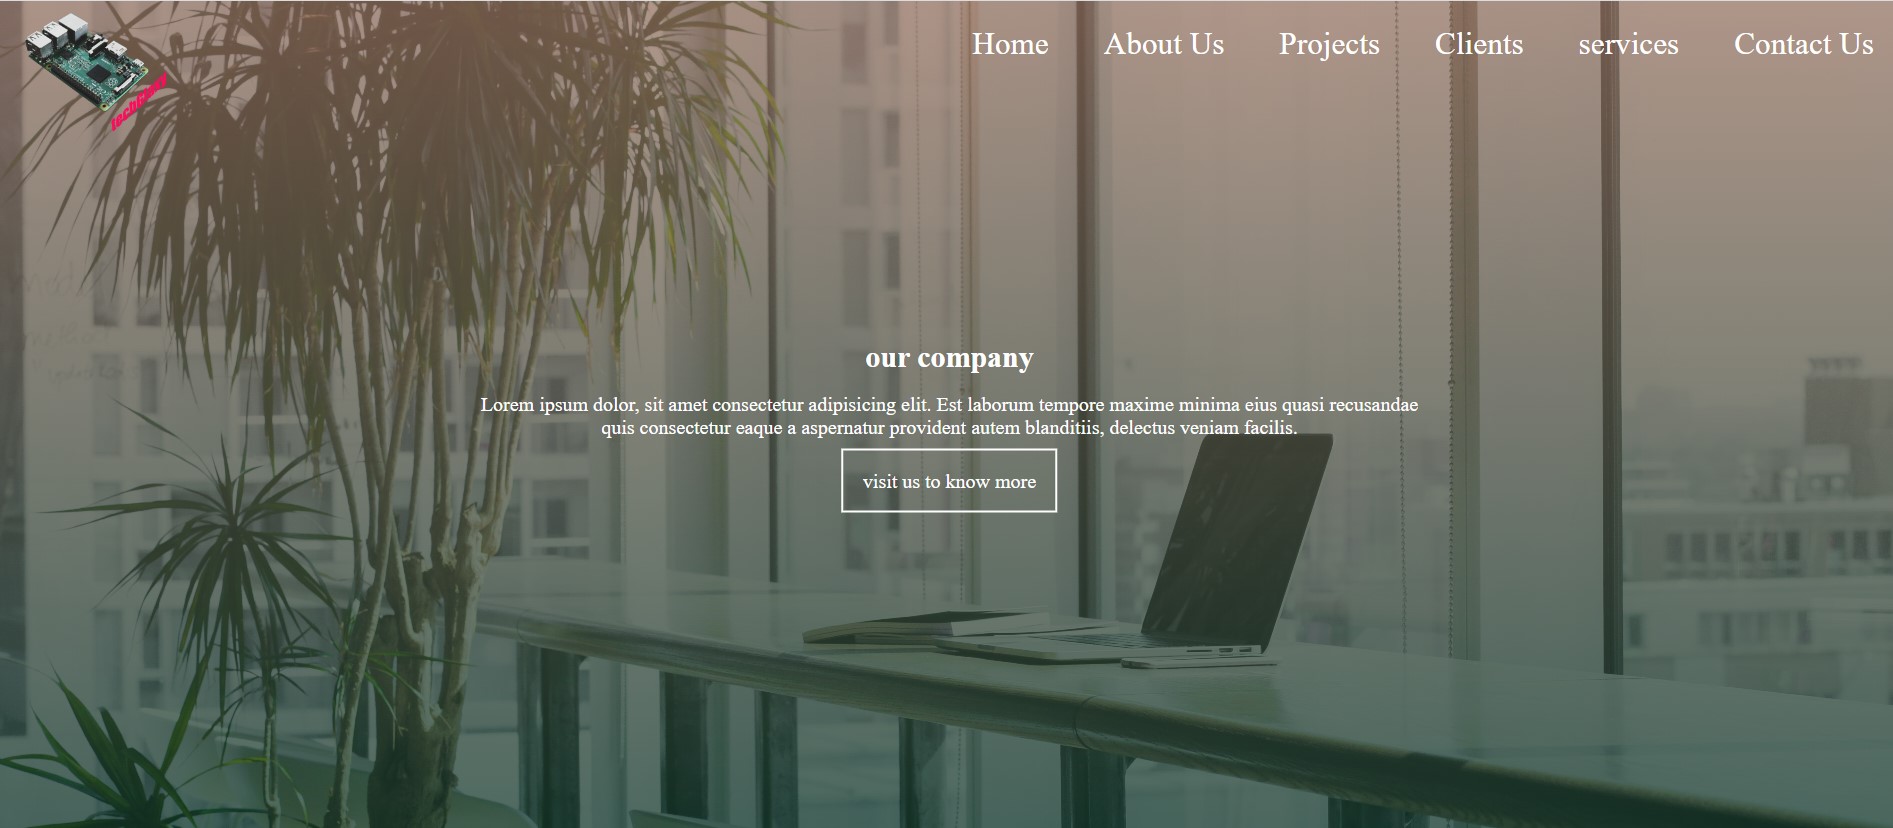 Home About Us Projects Clients services Contact Us
our company
Lorem ipsum dolor, sit amet consectetur adipisicing elit. Est laborum tempore maxime minima eius quasi recusandae
quis consectetur eaque a aspernatur provident autem blanditiis, delectus veniam facilis.
visit us to know more